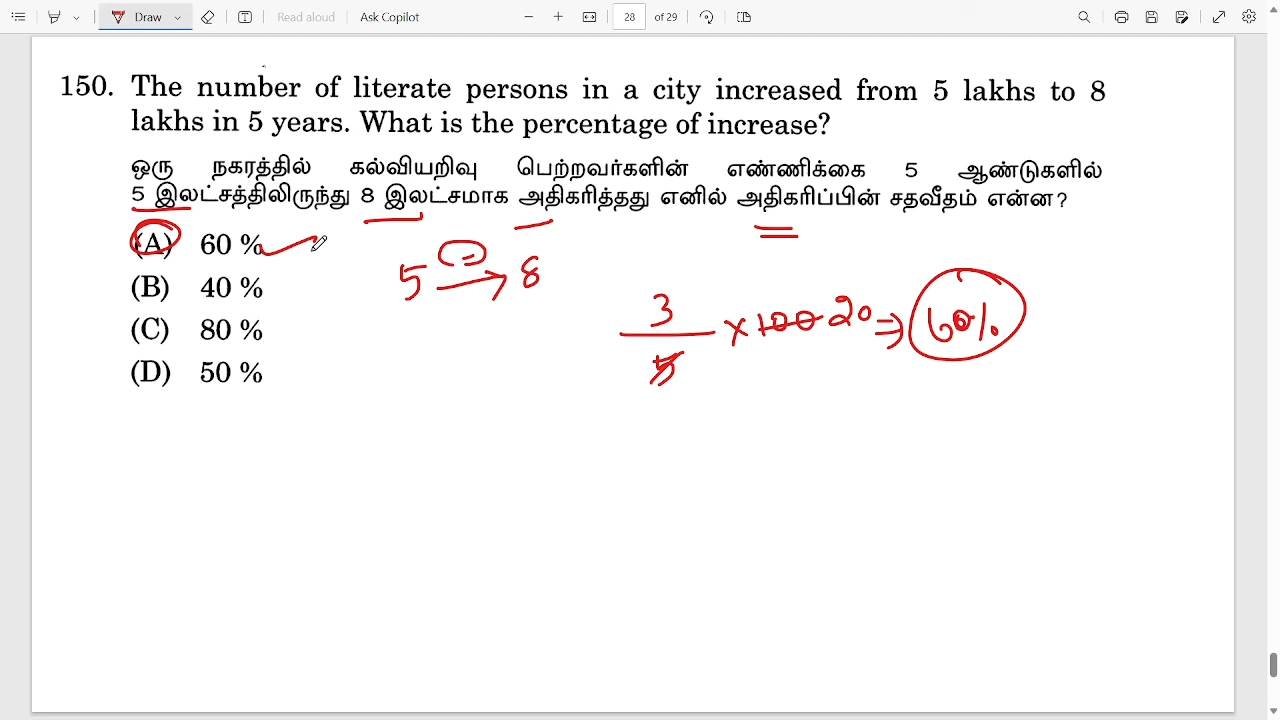 Draw
Read aloud
Ask Copilot
28 of 29
150. The number of literate persons in a city increased from 5 lakhs to 8
lakhs in 5 years. What is the percentage of increase?
ஒரு நகரத்தில் கல்வியறிவு பெற்றவர்களின் எண்ணிக்கை 5 ஆண்டுகளில்
5 இலட்சத்திலிருந்து 8 இலட்சமாக அதிகரித்தது எனில் அதிகரிப்பின் சதவீதம் என்ன?
(A) 60 %
(B) 40 %
(C) 80 %
(D) 50 %
5 → 8
3
× 100 20 ⇒ 60%
5